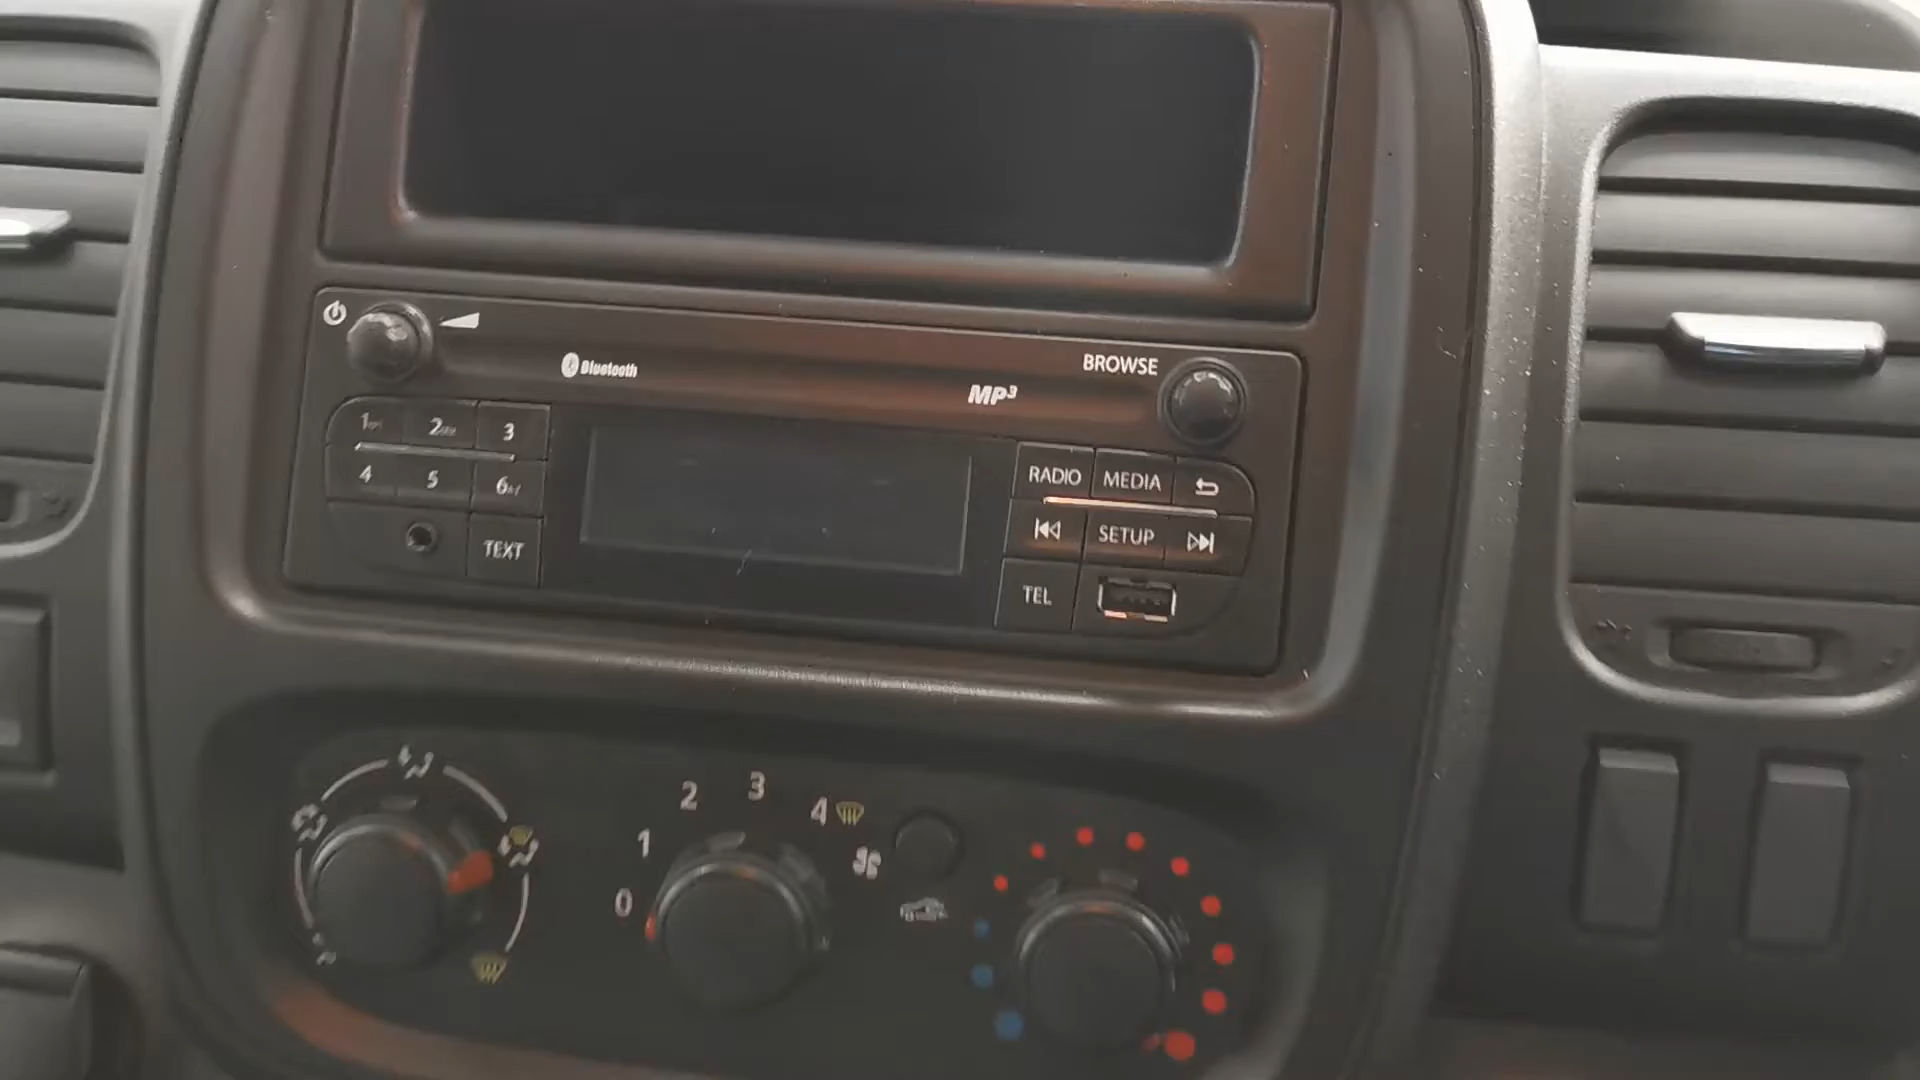 Bluetooth
MP3
BROWSE
1 2 3
4 5 6
TEXT
RADIO MEDIA
SETUP
TEL
0 1 2 3 4